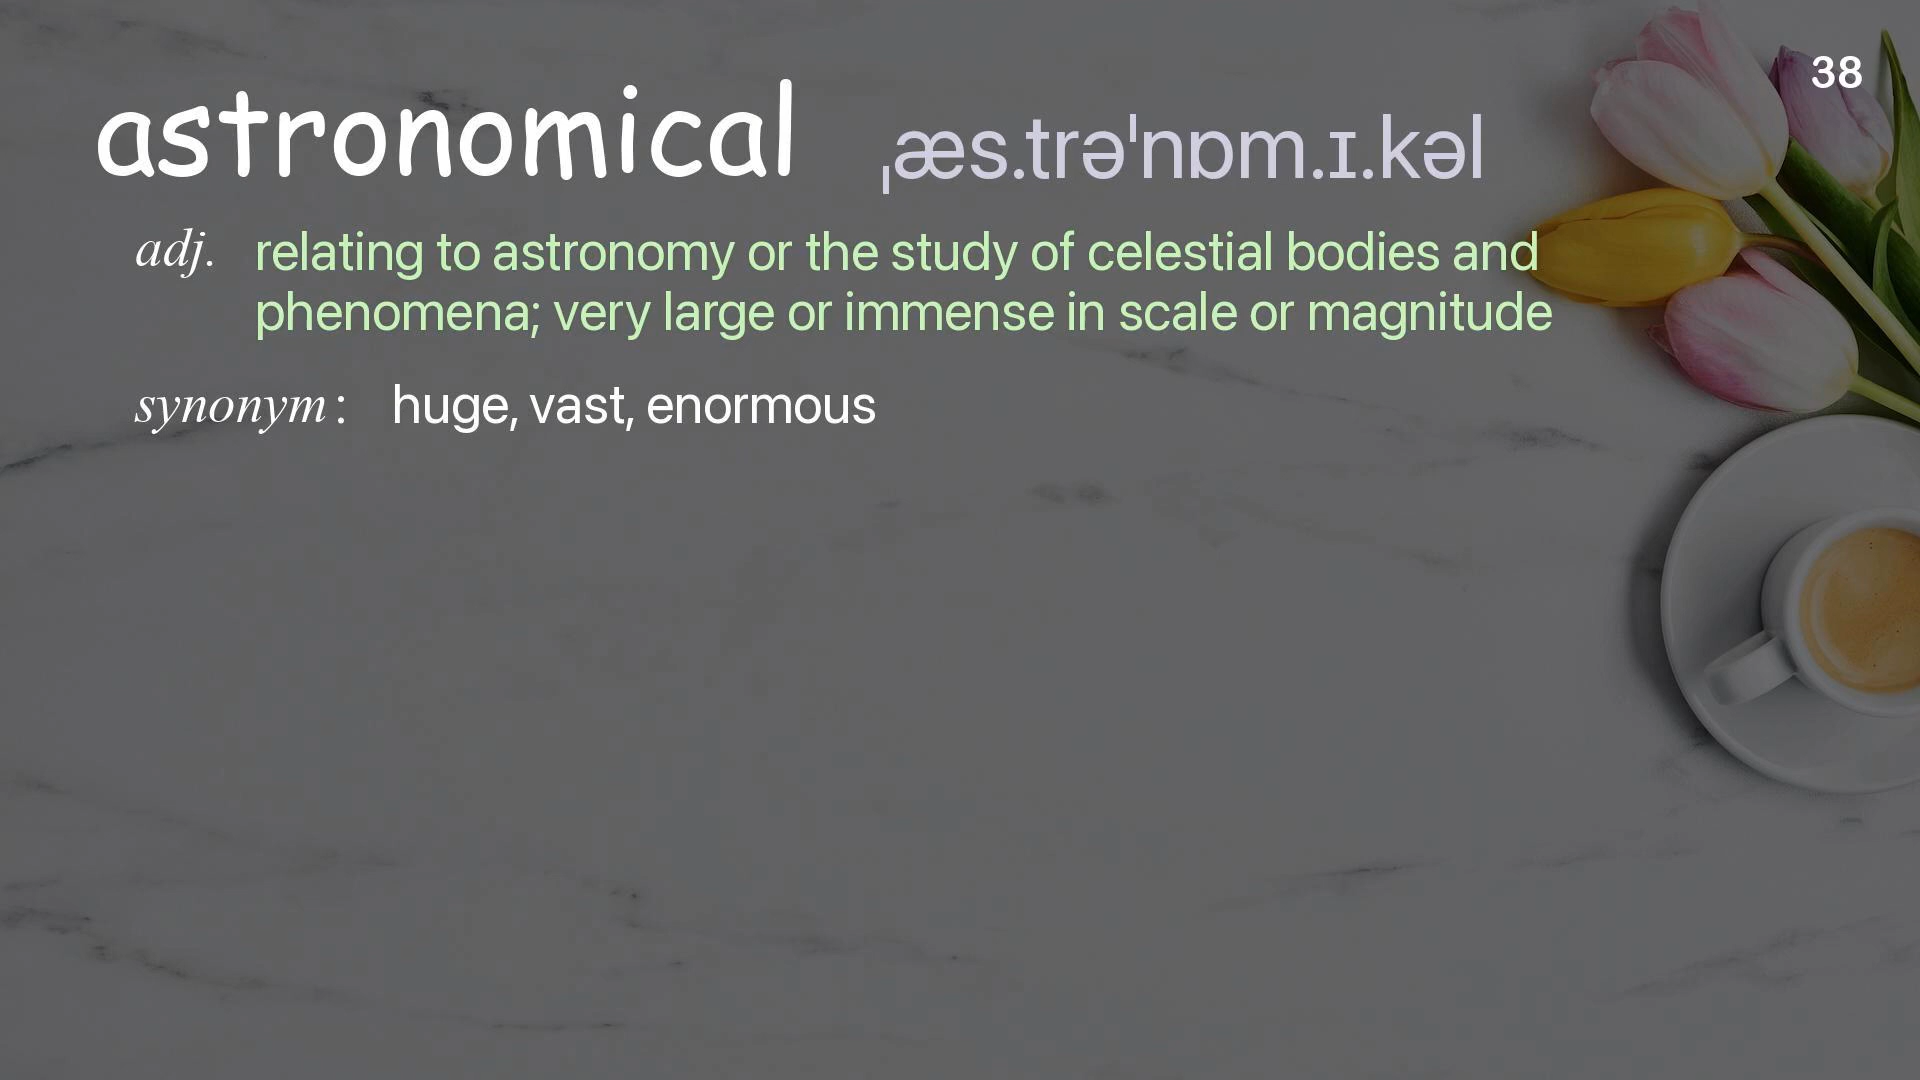 38
astronomical ˌæs.trəˈnɒm.ɪ.kəl
adj. relating to astronomy or the study of celestial bodies and
phenomena; very large or immense in scale or magnitude
synonym: huge, vast, enormous